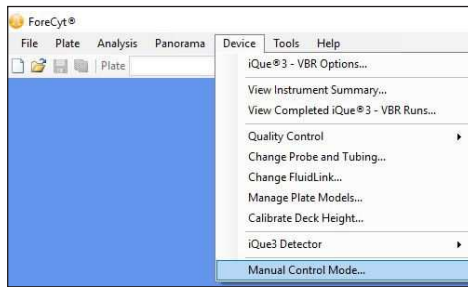 ForeCyt®
File Plate Analysis Panorama Device Tools Help
Plate
iQue®3 - VBR Options...
View Instrument Summary...
View Completed iQue®3 - VBR Runs...
Quality Control
Change Probe and Tubing...
Change FluidLink...
Manage Plate Models...
Calibrate Deck Height...
iQue3 Detector
Manual Control Mode...